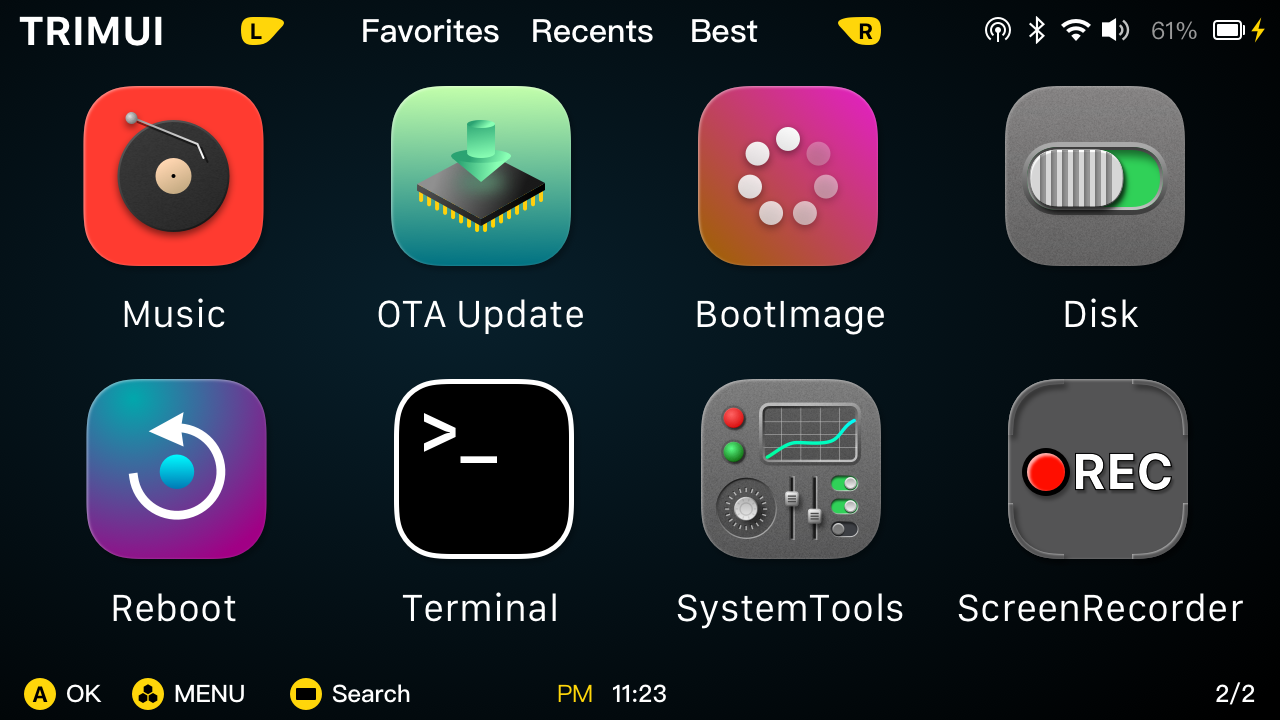 TRIMUI L Favorites Recents Best R 61%
Music OTA Update BootImage Disk
>_ REC
Reboot Terminal SystemTools ScreenRecorder
A OK MENU Search PM 11:23 2/2